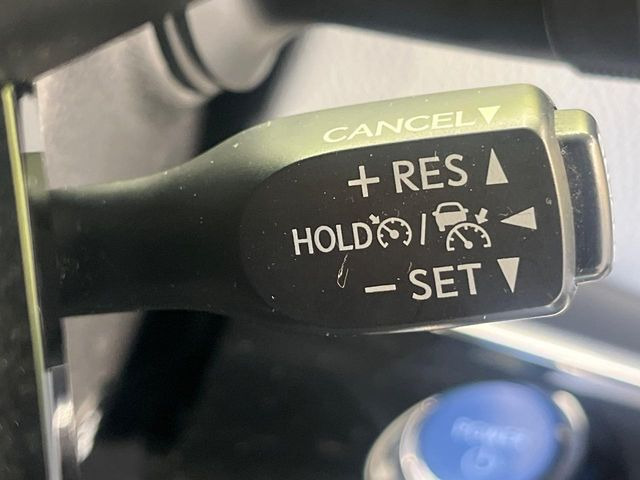 CANCEL▼
+ RES ▲
HOLD / ◀
− SET ▼